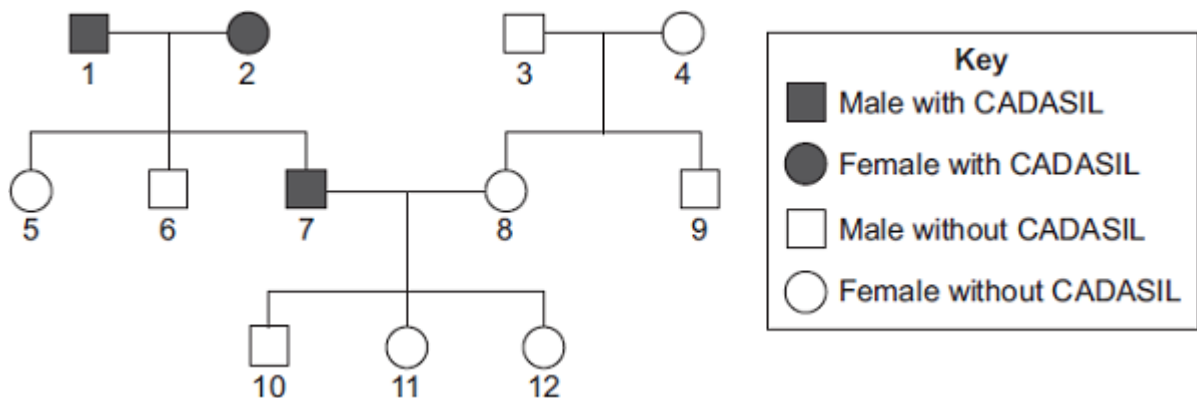 1 2 3 4
Key
Male with CADASIL
Female with CADASIL
Male without CADASIL
Female without CADASIL
5 6 7 8 9
10 11 12